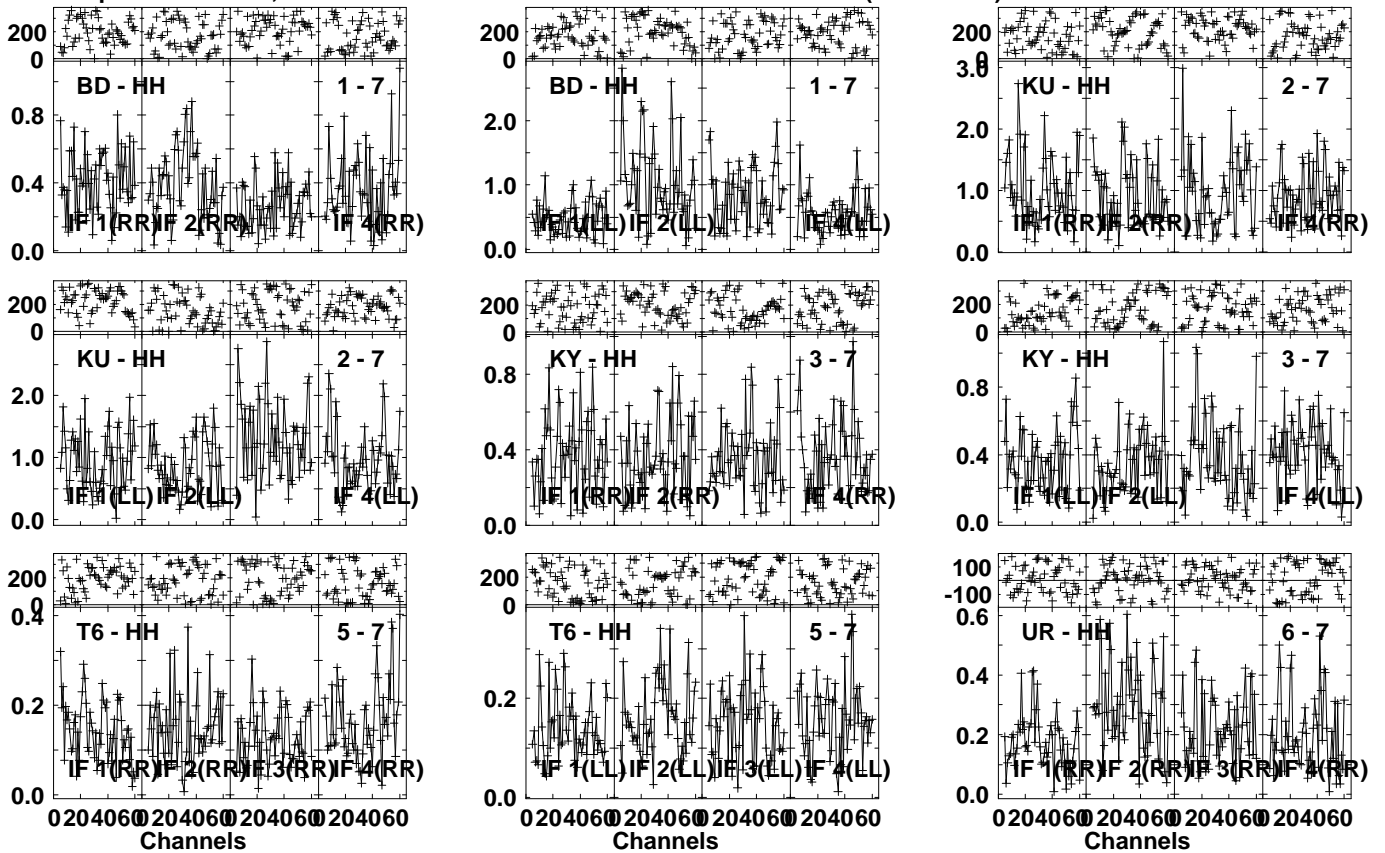 200
0
200
0
200
0
BD - HH 1 - 7
0.8
0.4
0.0
IF 1(RR) IF 2(RR) IF 4(RR)
BD - HH 1 - 7
2.0
1.0
0.0
IF 1(LL) IF 2(LL) IF 4(LL)
KU - HH 2 - 7
3.0
2.0
1.0
0.0
IF 1(RR) IF 2(RR) IF 4(RR)
200
0
200
0
200
0
KU - HH 2 - 7
2.0
1.0
0.0
IF 1(LL) IF 2(LL) IF 4(LL)
KY - HH 3 - 7
0.8
0.4
0.0
IF 1(RR) IF 2(RR) IF 4(RR)
KY - HH 3 - 7
0.8
0.4
0.0
IF 1(LL) IF 2(LL) IF 4(LL)
200
0
200
0
100
-100
T6 - HH 5 - 7
0.4
0.2
0.0
IF 1(RR) IF 2(RR) IF 3(RR) IF 4(RR)
T6 - HH 5 - 7
0.2
0.0
IF 1(LL) IF 2(LL) IF 3(LL) IF 4(LL)
UR - HH 6 - 7
0.6
0.4
0.2
0.0
IF 1(RR) IF 2(RR) IF 3(RR) IF 4(RR)
0 20 40 60 0 20 40 60 0 20 40 60 0 20 40 60
Channels
0 20 40 60 0 20 40 60 0 20 40 60 0 20 40 60
Channels
0 20 40 60 0 20 40 60 0 20 40 60 0 20 40 60
Channels